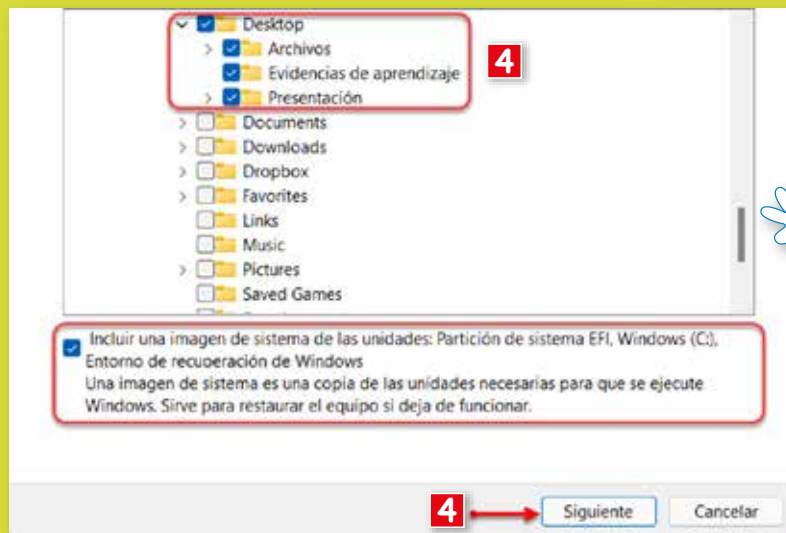 Desktop
Archivos
Evidencias de aprendizaje
Presentación
4
Documents
Downloads
Dropbox
Favorites
Links
Music
Pictures
Saved Games
Incluir una imagen de sistema de las unidades: Partición de sistema EFI, Windows (C:),
Entorno de recuperación de Windows
Una imagen de sistema es una copia de las unidades necesarias para que se ejecute
Windows. Sirve para restaurar el equipo si deja de funcionar.
4
Siguiente
Cancelar